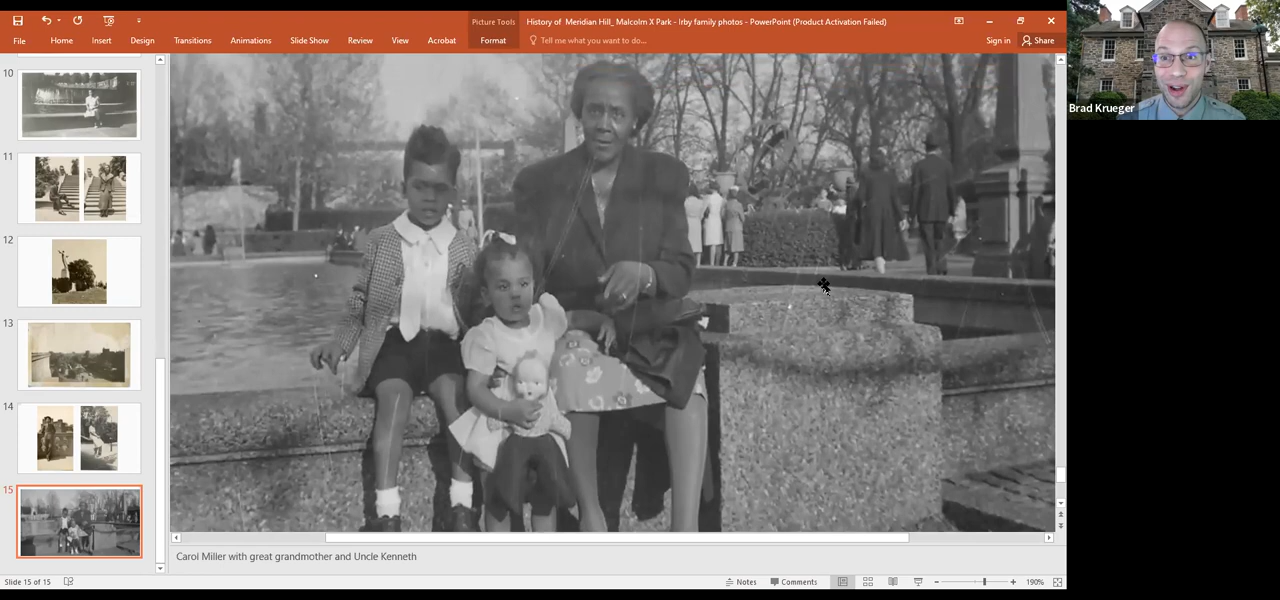 Picture Tools
History of Meridian Hill_ Malcolm X Park - Irby family photos - PowerPoint (Product Activation Failed)
File
Home
Insert
Design
Transitions
Animations
Slide Show
Review
View
Acrobat
Format
Tell me what you want to do...
Sign in
Share
Brad Krueger
10
11
12
13
14
15
Carol Miller with great grandmother and Uncle Kenneth
Slide 15 of 15
Notes
Comments
190%